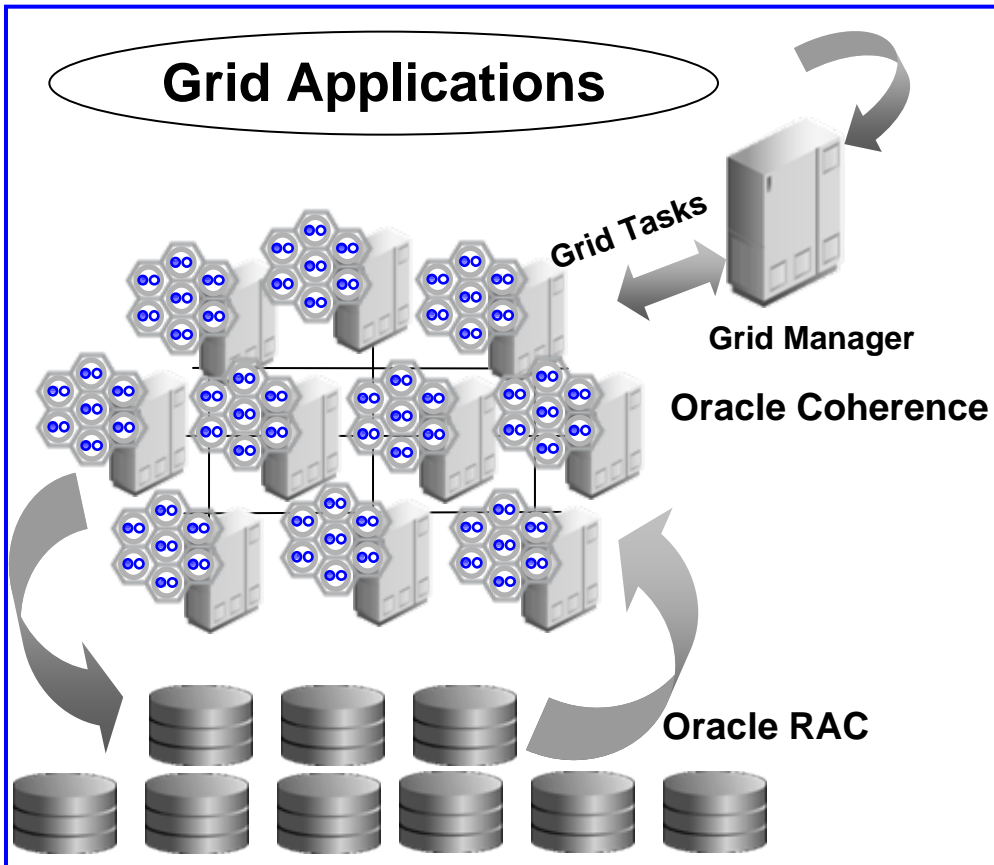 Grid Applications
Grid Tasks
Grid Manager
Oracle Coherence
Oracle RAC